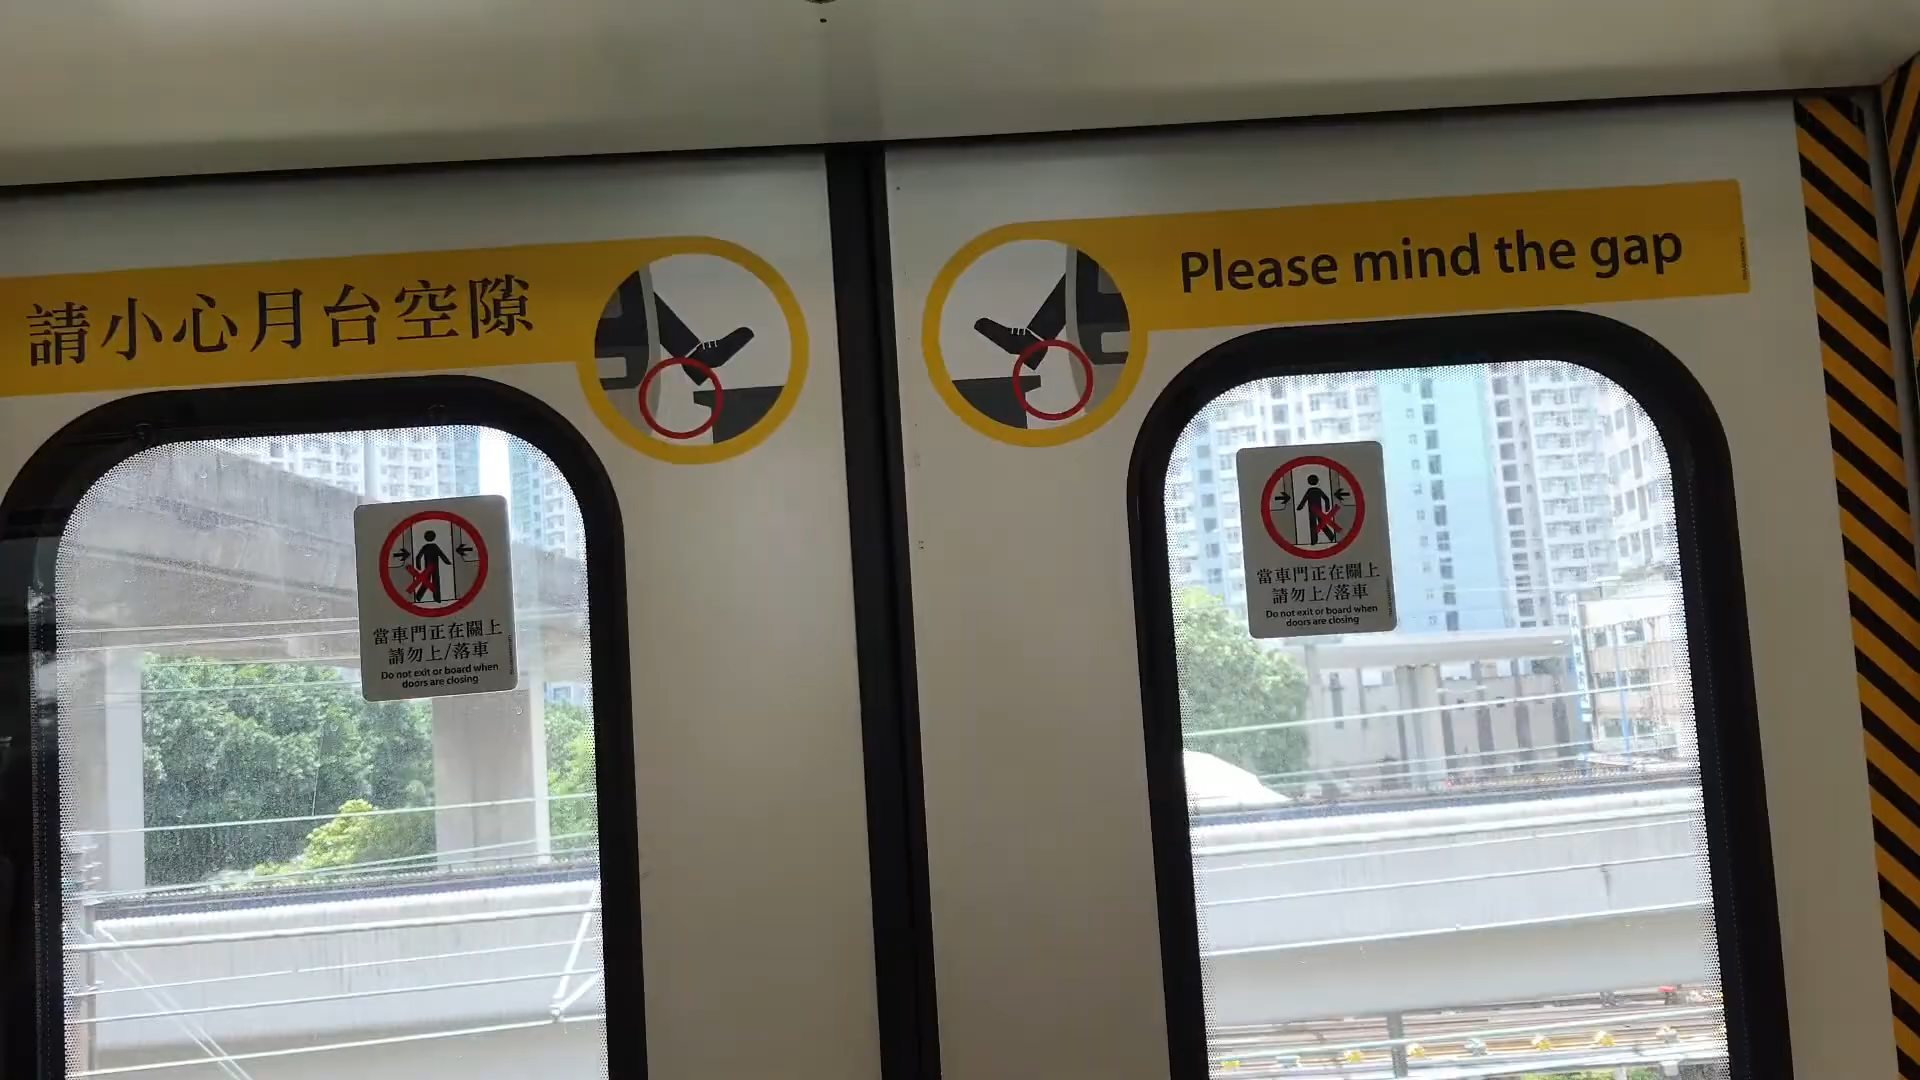 請小心月台空隙
Please mind the gap
當車門正在關上
請勿上/落車
Do not exit or board when
doors are closing
當車門正在關上
請勿上/落車
Do not exit or board when
doors are closing